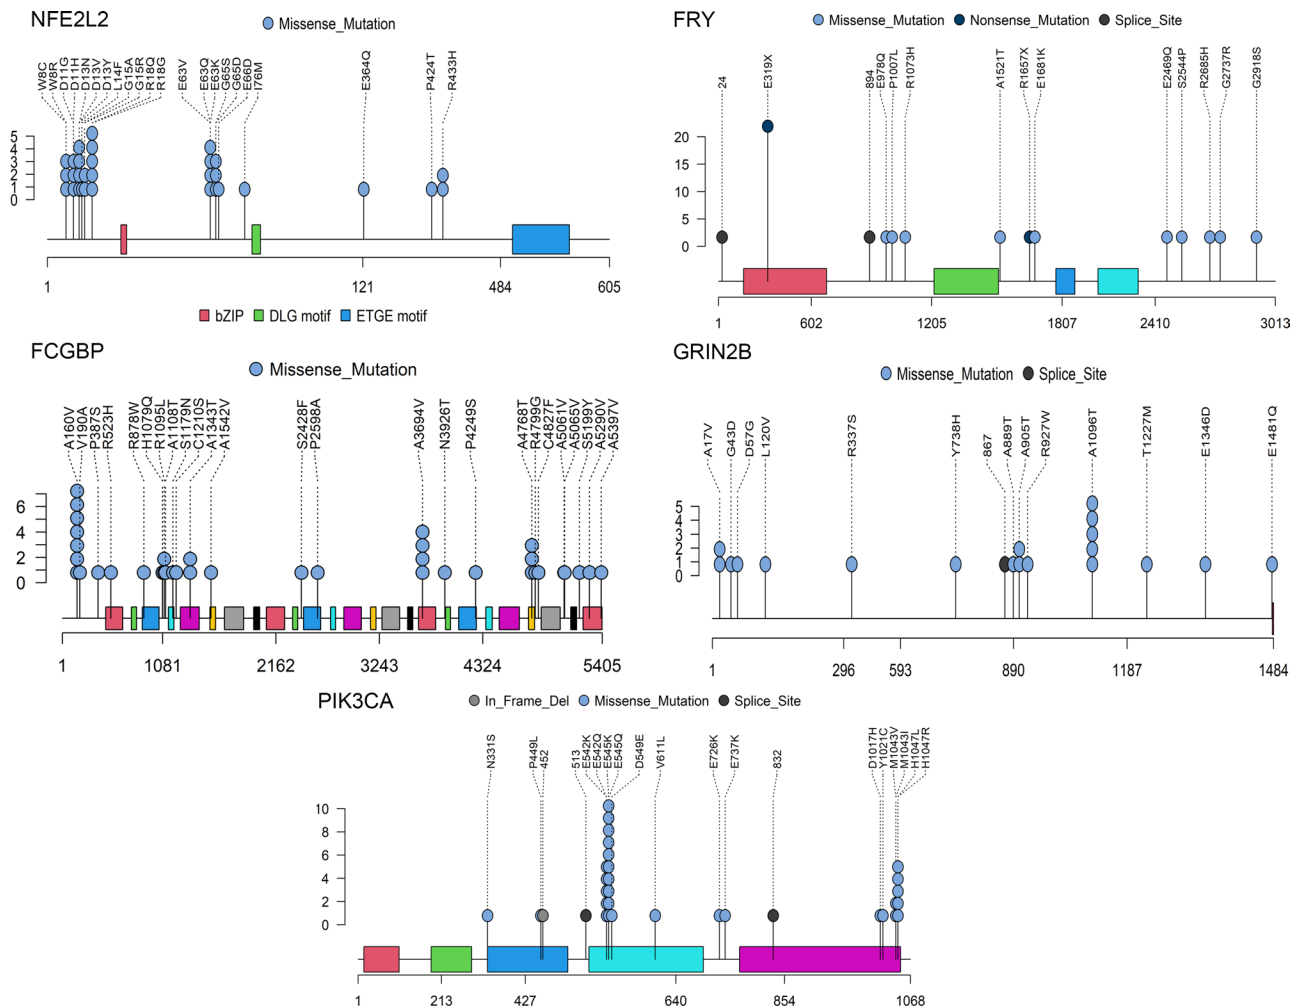 NFE2L2
Missense_Mutation
W8C
W8R
D11G
D11H
D13N
D13V
D13Y
L14F
G15A
G15R
R18Q
R18G
E63V
E63Q
E63K
G65S
G65D
E66D
I76M
E364Q
P424T
R433H
5
4
3
2
1
0
1 121 484 605
bZIP DLG motif ETGE motif
FRY
Missense_Mutation Nonsense_Mutation Splice_Site
24
E319X
894
E978Q
P1007L
R1073H
A1521T
R1657X
E1681K
E2469Q
S2544P
R2685H
G2737R
G2918S
20
15
10
5
0
1 602 1205 1807 2410 3013
FCGBP
Missense_Mutation
A160V
V190A
P387S
R523H
R878W
H1079Q
R1095L
A1108T
S1179N
C1210S
A1343T
A1542V
S2428F
P2598A
A3694V
N3926T
P4249S
A4768T
R4799G
C4827F
A5061V
A5065V
S5199Y
A5290V
A5397V
6
4
2
0
1 1081 2162 3243 4324 5405
GRIN2B
Missense_Mutation Splice_Site
A17V
G43D
D57G
L120V
R337S
Y738H
867
A889T
A905T
R927W
A1096T
T1227M
E1346D
E1481Q
5
4
3
2
1
0
1 296 593 890 1187 1484
PIK3CA
In_Frame_Del Missense_Mutation Splice_Site
N331S
P449L
452
513
E542K
E542Q
E545K
E545Q
D549E
V611L
E726K
E737K
832
D1017H
Y1021C
M1043V
M1043I
H1047L
H1047R
10
8
6
4
2
0
1 213 427 640 854 1068